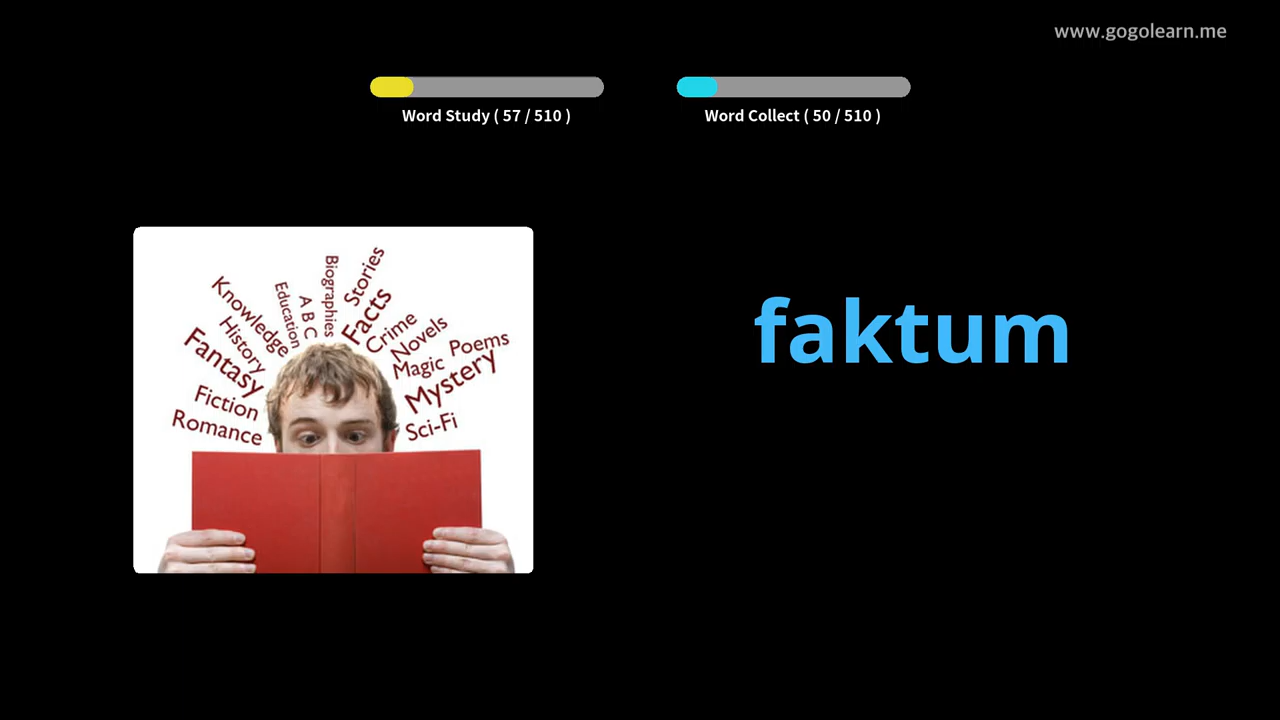 www.gogolearn.me
Word Study ( 57 / 510 )
Word Collect ( 50 / 510 )
Knowledge
Education
A B C
Biographies
Stories
Facts
Crime
Novels
Poems
Magic
Mystery
Sci-Fi
History
Fantasy
Fiction
Romance
faktum